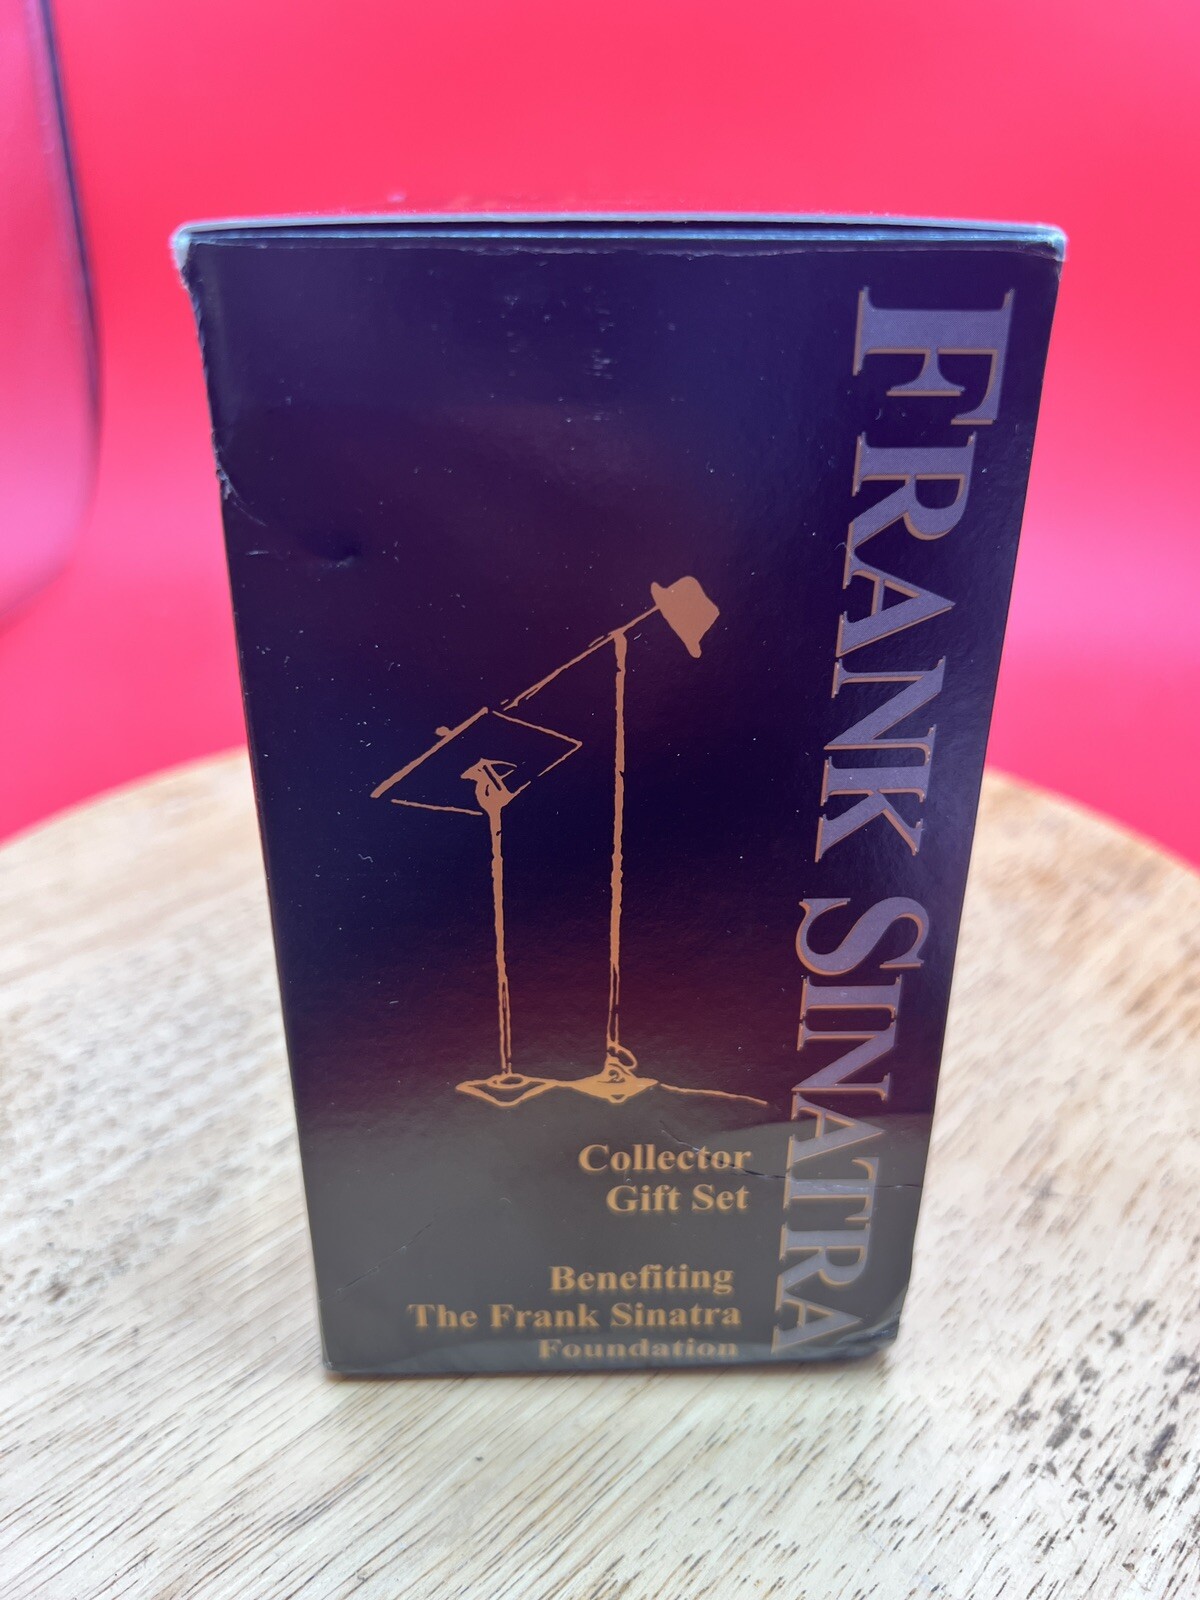 FRANK SINATRA
Collector
Gift Set
Benefiting
The Frank Sinatra
Foundation